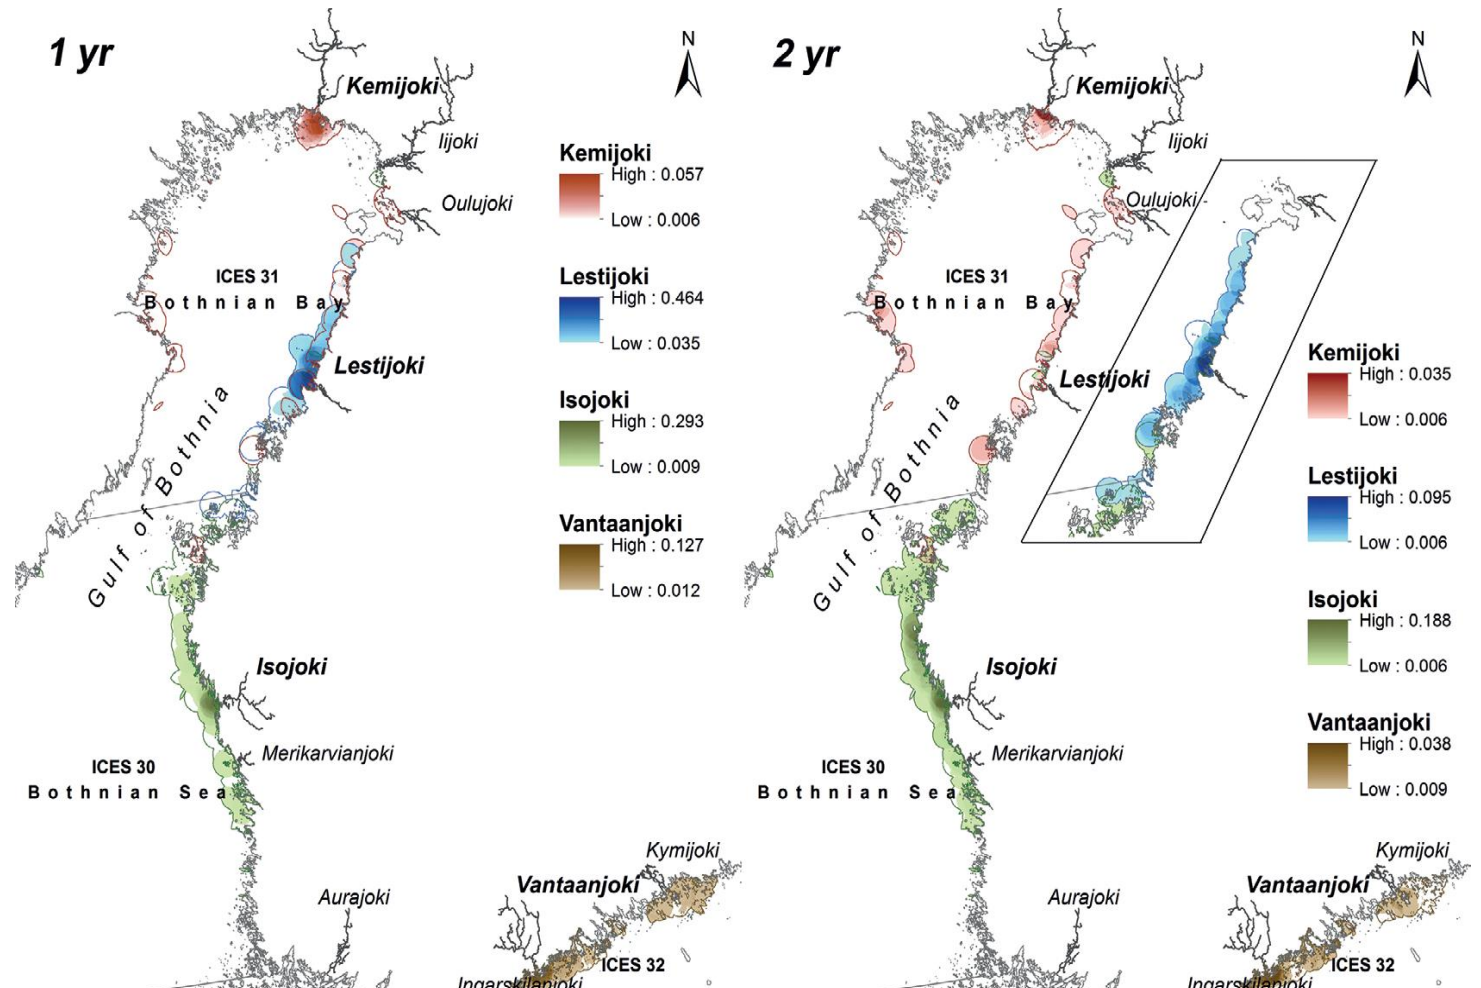 1 yr
N
Kemijoki
Iijoki
Oulujoki
ICES 31
Bothnian Bay
Lestijoki
Gulf of Bothnia
Isojoki
Merikarvianjoki
ICES 30
Bothnian Sea
Kymijoki
Vantaanjoki
Aurajoki
ICES 32
Ingarskilanjoki
Kemijoki
High : 0.057
Low : 0.006
Lestijoki
High : 0.464
Low : 0.035
Isojoki
High : 0.293
Low : 0.009
Vantaanjoki
High : 0.127
Low : 0.012
2 yr
N
Kemijoki
Iijoki
Oulujoki
ICES 31
Bothnian Bay
Lestijoki
Gulf of Bothnia
Isojoki
Merikarvianjoki
ICES 30
Bothnian Sea
Kymijoki
Vantaanjoki
Aurajoki
ICES 32
Ingarskilanjoki
Kemijoki
High : 0.035
Low : 0.006
Lestijoki
High : 0.095
Low : 0.006
Isojoki
High : 0.188
Low : 0.006
Vantaanjoki
High : 0.038
Low : 0.009